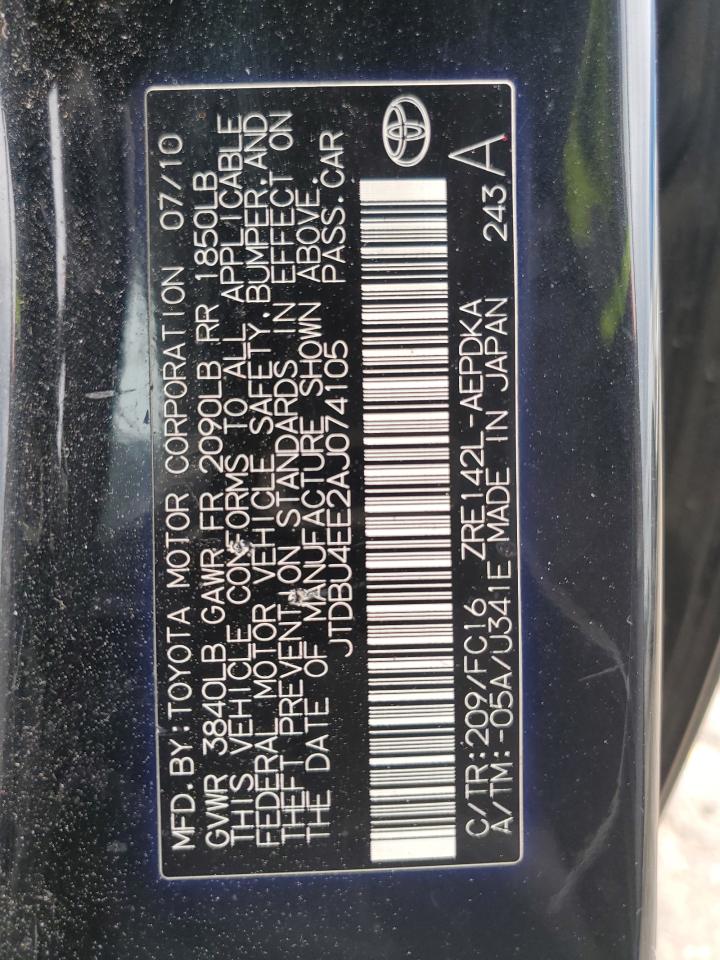 MFD.BY:TOYOTA MOTOR CORPORATION 07/10
GVWR 3840LB GAWR FR 2090LB RR 1850LB
THIS VEHICLE CONFORMS TO ALL APPLICABLE
FEDERAL MOTOR VEHICLE SAFETY,BUMPER,AND
THEFT PREVENTION STANDARDS IN EFFECT ON
THE DATE OF MANUFACTURE SHOWN ABOVE.
JTDBU4EE2AJ074105 PASS.CAR
C/TR:209/FC16 ZRE142L-AEPDKA
A/TM:-05A/U341E MADE IN JAPAN 243 A